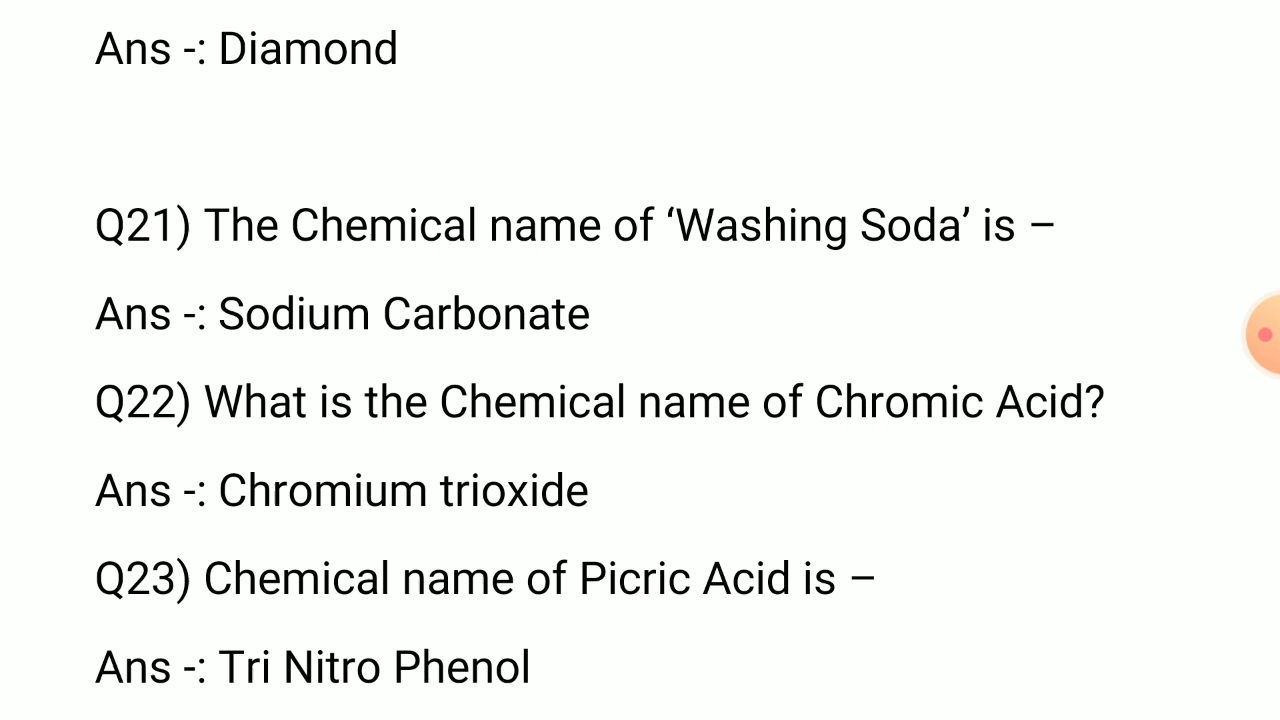 Ans -: Diamond
Q21) The Chemical name of ‘Washing Soda’ is –
Ans -: Sodium Carbonate
Q22) What is the Chemical name of Chromic Acid?
Ans -: Chromium trioxide
Q23) Chemical name of Picric Acid is –
Ans -: Tri Nitro Phenol